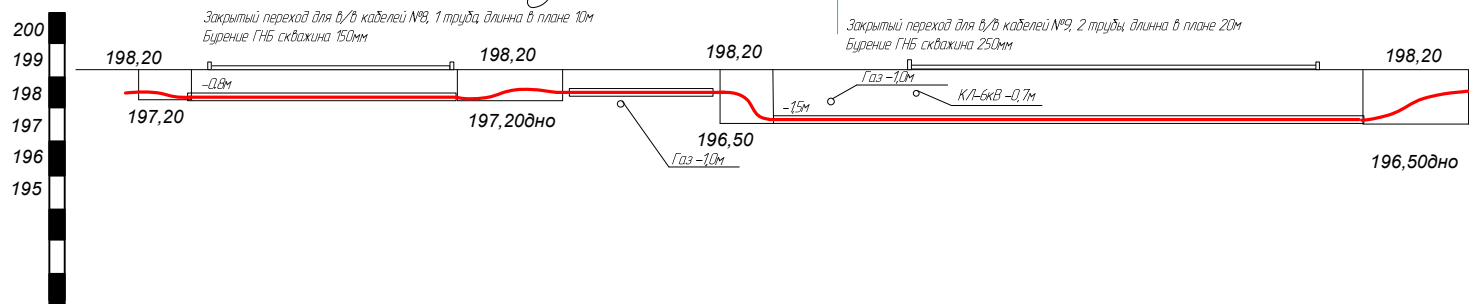 Закрытый переход для в/в кабелей №8, 1 труба, длинна в плане 10м
Бурение ГНБ скважина 150мм
Закрытый переход для в/в кабелей №9, 2 трубы, длинна в плане 20м
Бурение ГНБ скважина 250мм
200
199
198
197
196
195
198,20
198,20
198,20
198,20
-0.8м
Газ -1,0м
КЛ-6кВ -0,7м
-1,5м
197,20
197,20дно
196,50
Газ -1,0м
196,50дно